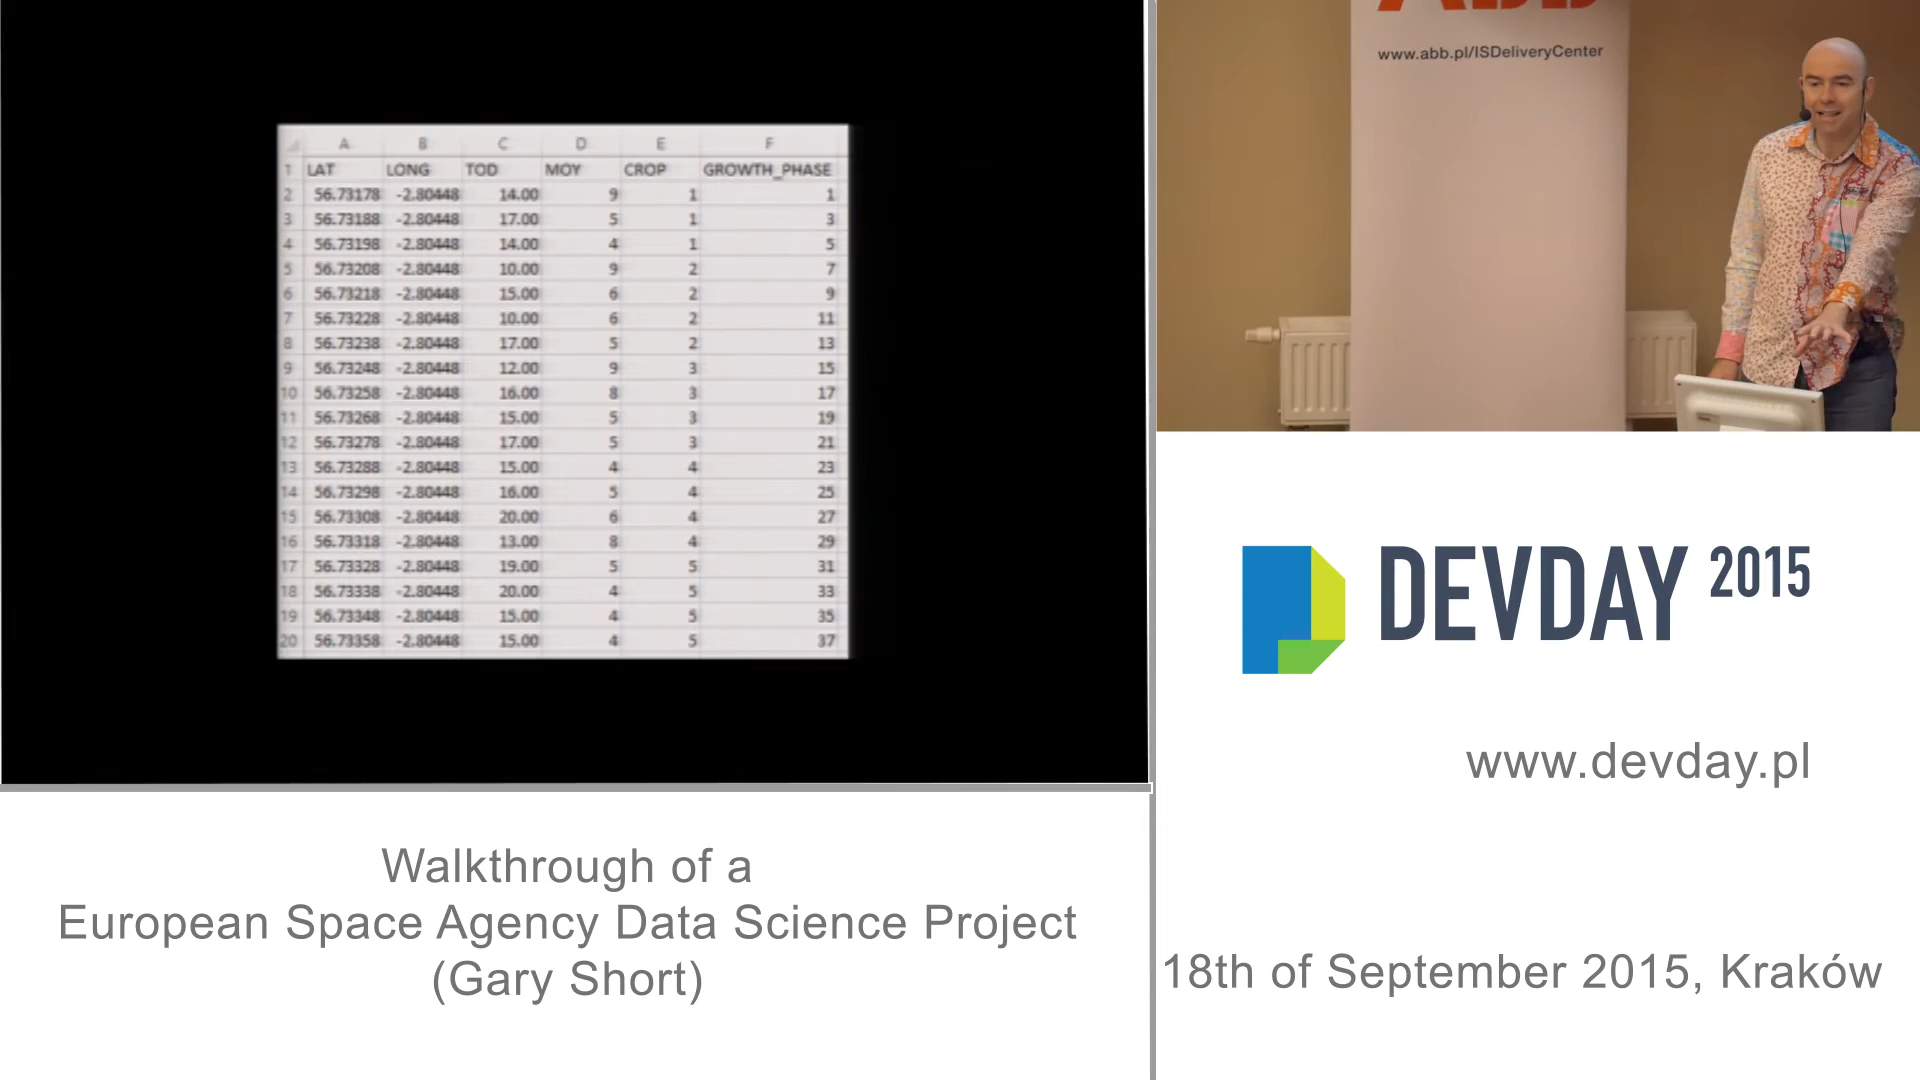 A B C D E F
1 LAT LONG TOD MOY CROP GROWTH_PHASE
2 56.73178 -2.80448 14.00 9 1 1
3 56.73188 -2.80448 17.00 5 1 3
4 56.73198 -2.80448 14.00 4 1 5
5 56.73208 -2.80448 10.00 9 2 7
6 56.73218 -2.80448 15.00 6 2 9
7 56.73228 -2.80448 10.00 6 2 11
8 56.73238 -2.80448 17.00 5 2 13
9 56.73248 -2.80448 12.00 9 3 15
10 56.73258 -2.80448 16.00 8 3 17
11 56.73268 -2.80448 15.00 5 3 19
12 56.73278 -2.80448 17.00 5 3 21
13 56.73288 -2.80448 15.00 4 4 23
14 56.73298 -2.80448 16.00 5 4 25
15 56.73308 -2.80448 20.00 6 4 27
16 56.73318 -2.80448 13.00 8 4 29
17 56.73328 -2.80448 19.00 5 5 31
18 56.73338 -2.80448 20.00 4 5 33
19 56.73348 -2.80448 15.00 4 5 35
20 56.73358 -2.80448 15.00 4 5 37
Walkthrough of a
European Space Agency Data Science Project
(Gary Short)
ABB
www.abb.pl/ISDeliveryCenter
DEVDAY 2015
www.devday.pl
18th of September 2015, Kraków